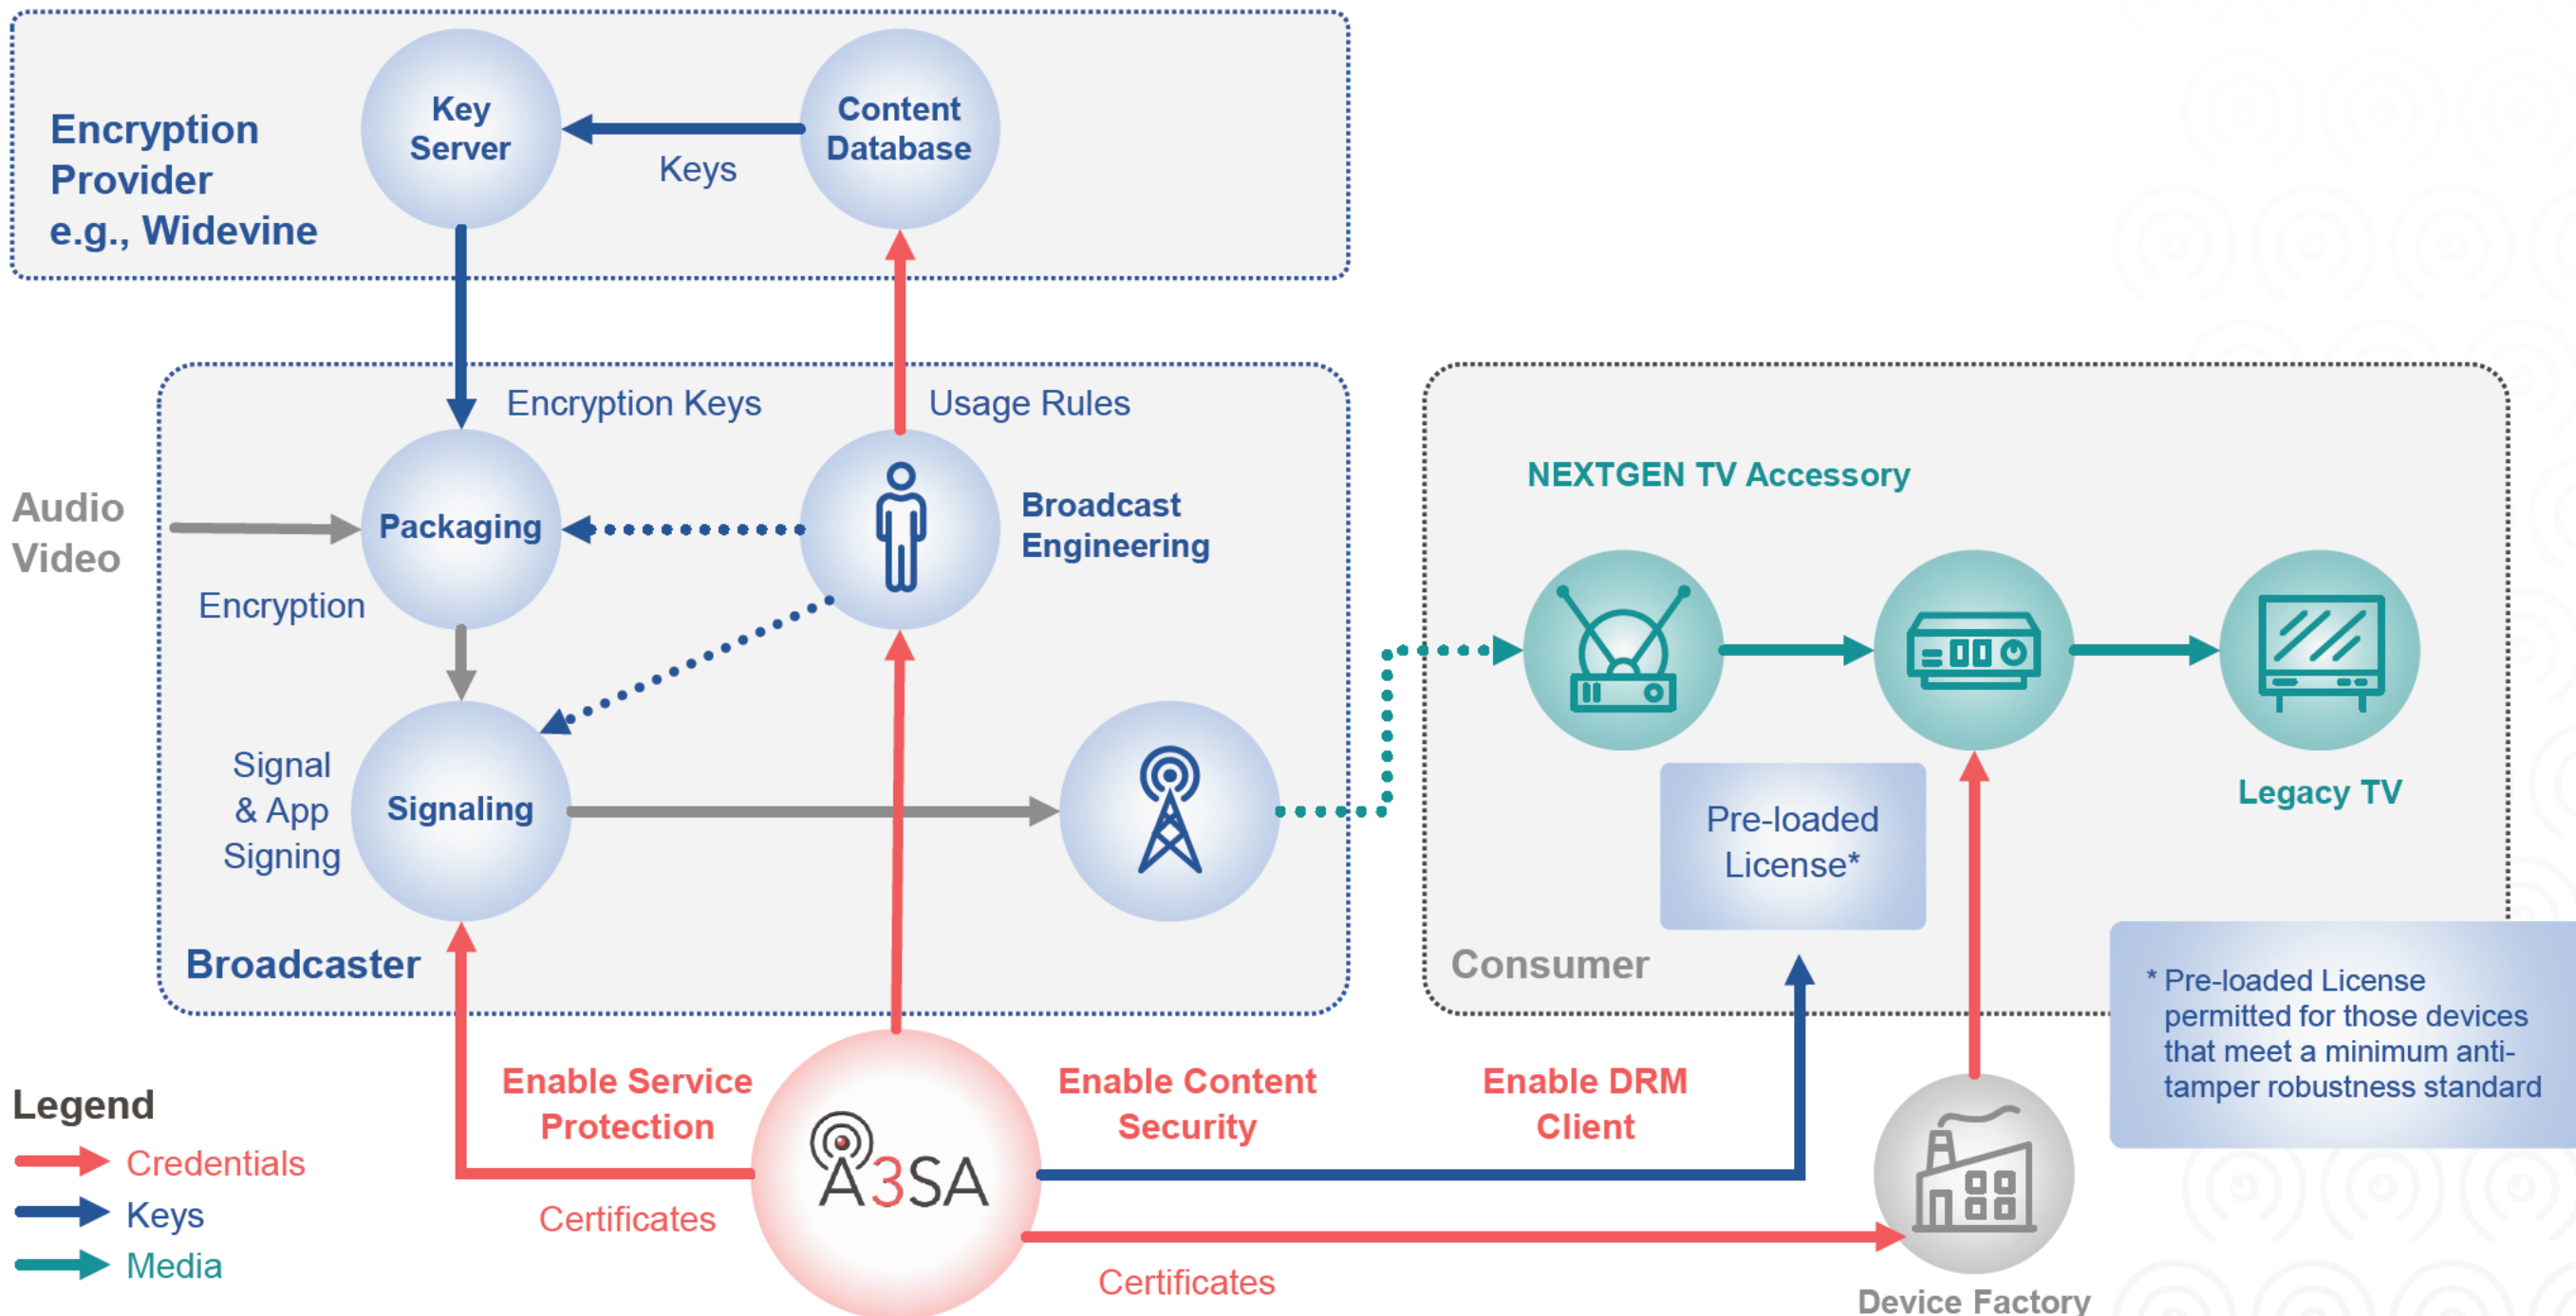 Encryption
Provider
e.g., Widevine
Key
Server
Keys
Content
Database
Encryption Keys
Usage Rules
Audio
Video
Packaging
Encryption
Broadcast
Engineering
Signal
& App
Signing
Signaling
Broadcaster
NEXTGEN TV Accessory
Legacy TV
Pre-loaded
License*
Consumer
* Pre-loaded License
permitted for those devices
that meet a minimum anti-
tamper robustness standard
Enable Service
Protection
Certificates
A3SA
Enable Content
Security
Enable DRM
Client
Certificates
Device Factory
Legend
Credentials
Keys
Media